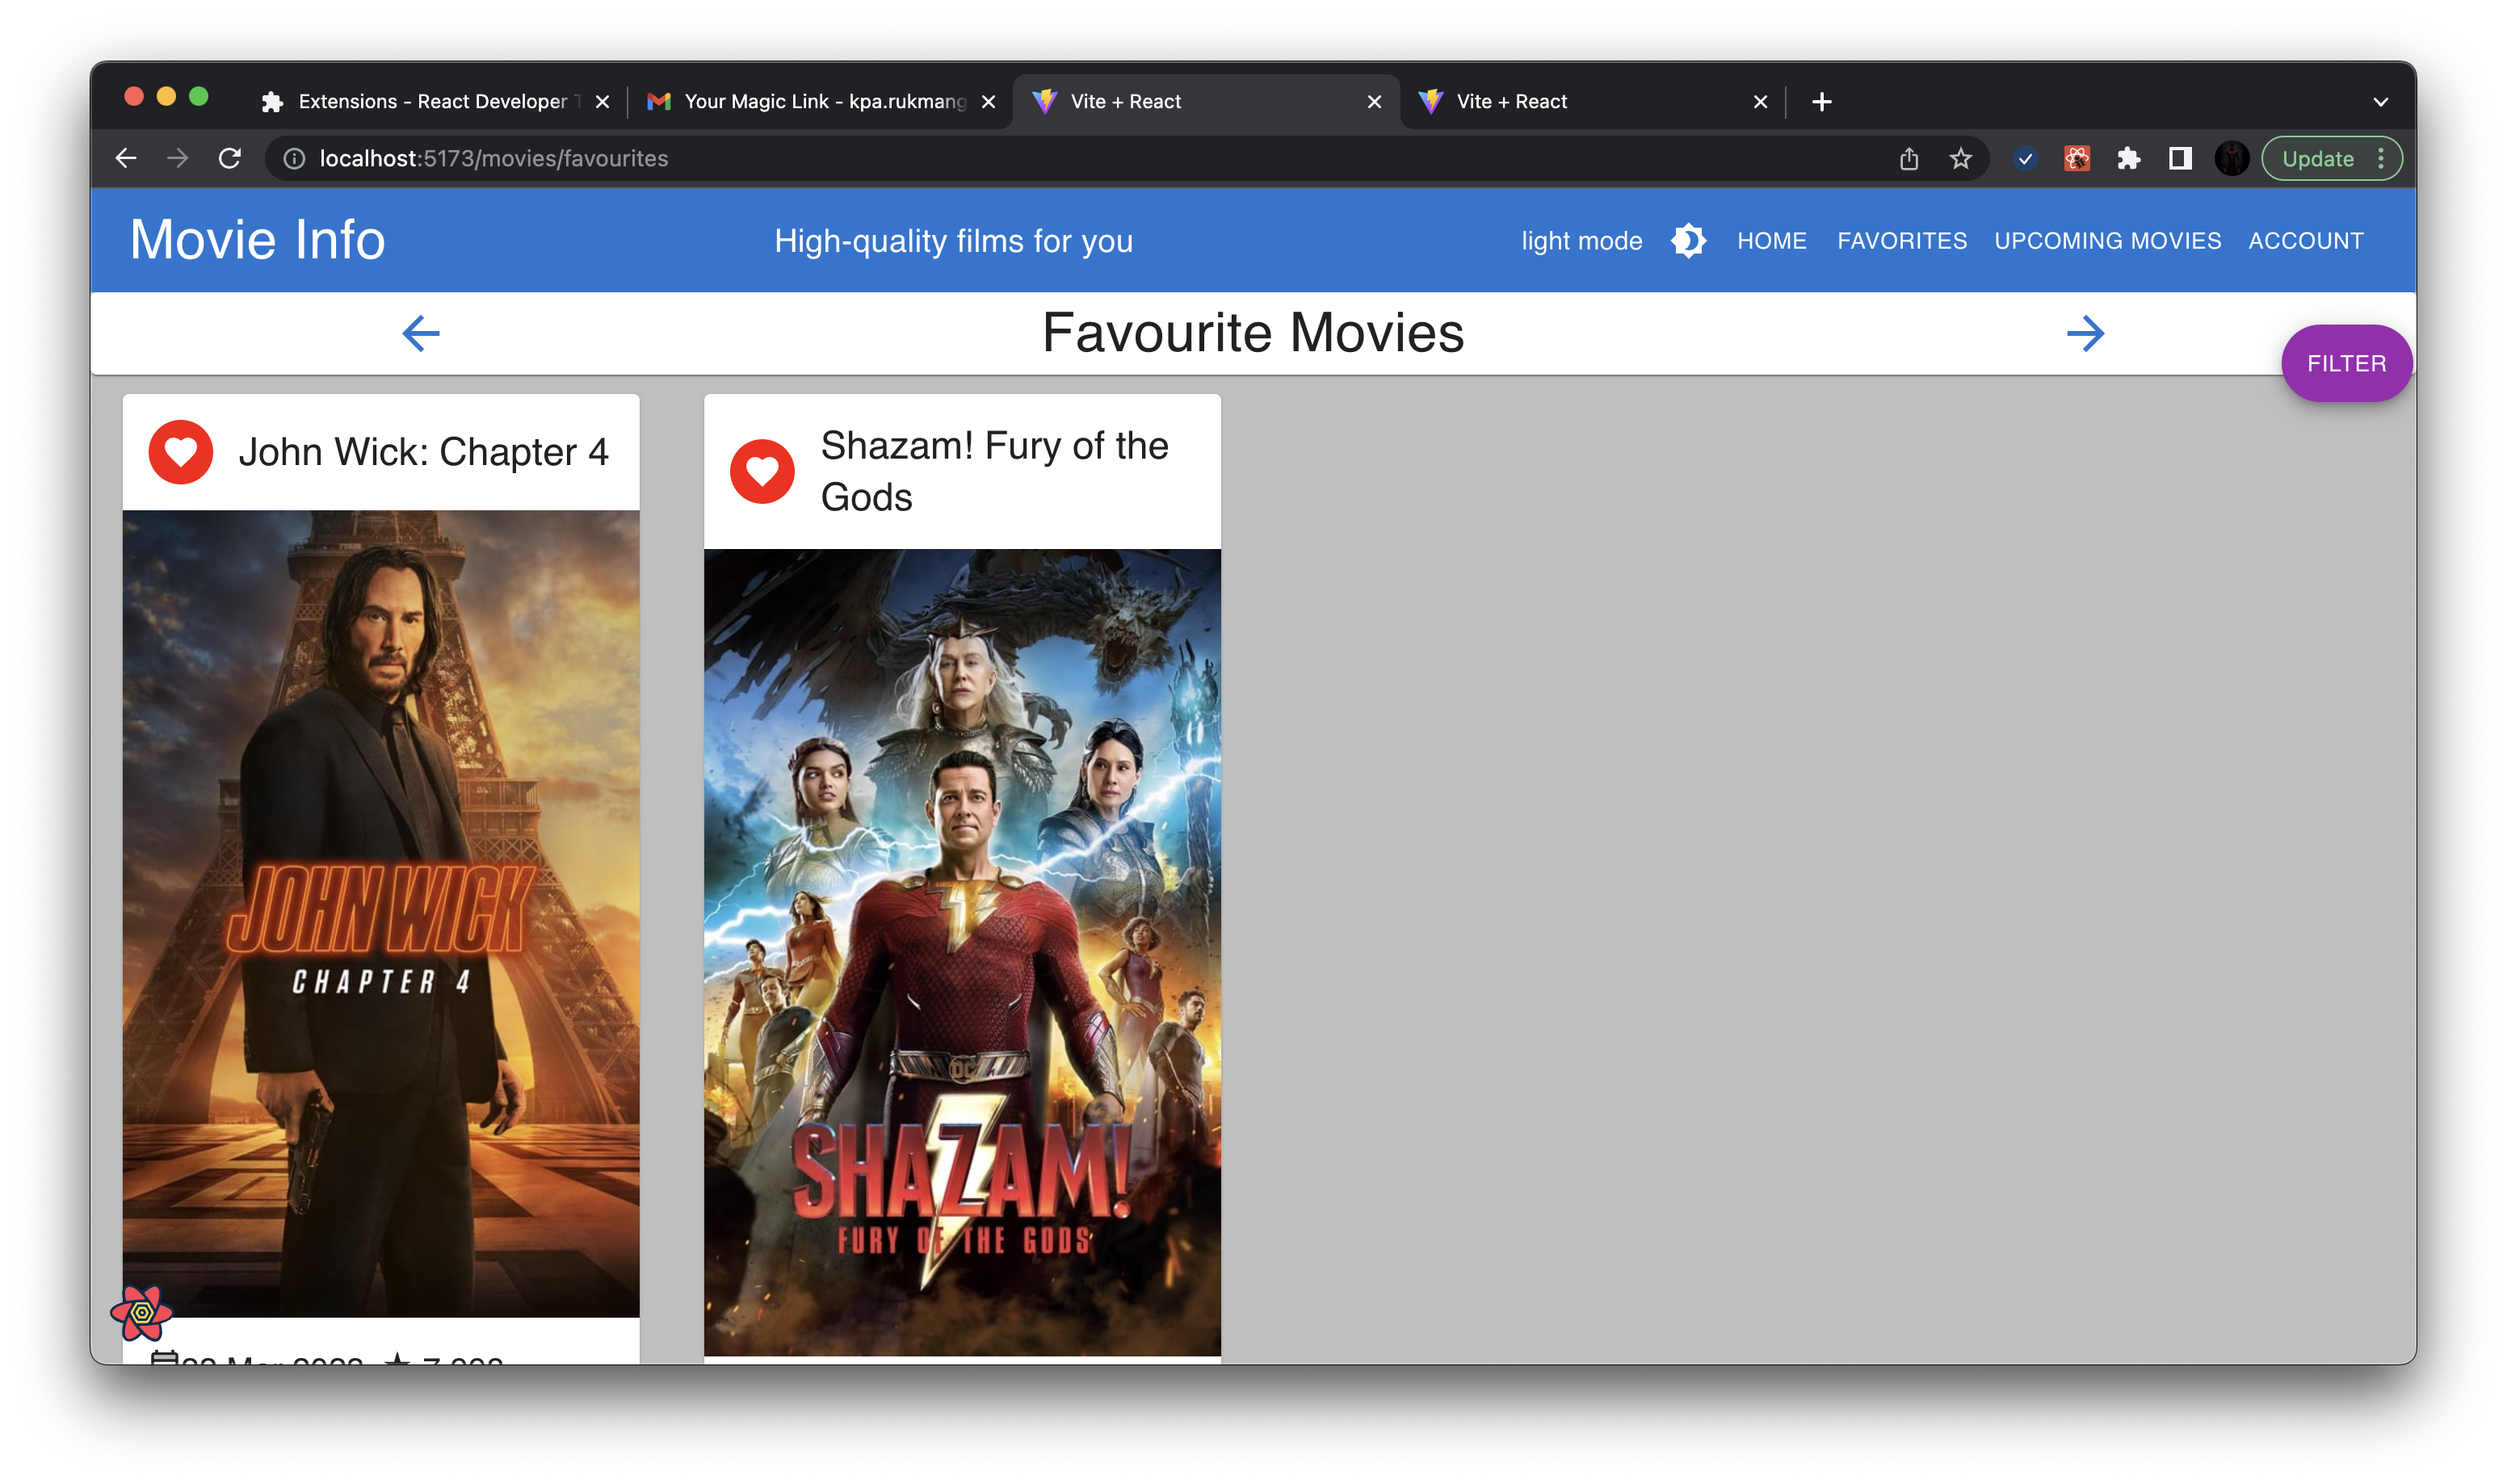 Extensions - React Developer
Your Magic Link - kpa.rukmang
Vite + React
Vite + React
localhost:5173/movies/favourites
Update
Movie Info
High-quality films for you
light mode
HOME
FAVORITES
UPCOMING MOVIES
ACCOUNT
Favourite Movies
FILTER
John Wick: Chapter 4
Shazam! Fury of the
Gods
JOHN WICK
CHAPTER 4
DC
SHAZAM!
FURY OF THE GODS